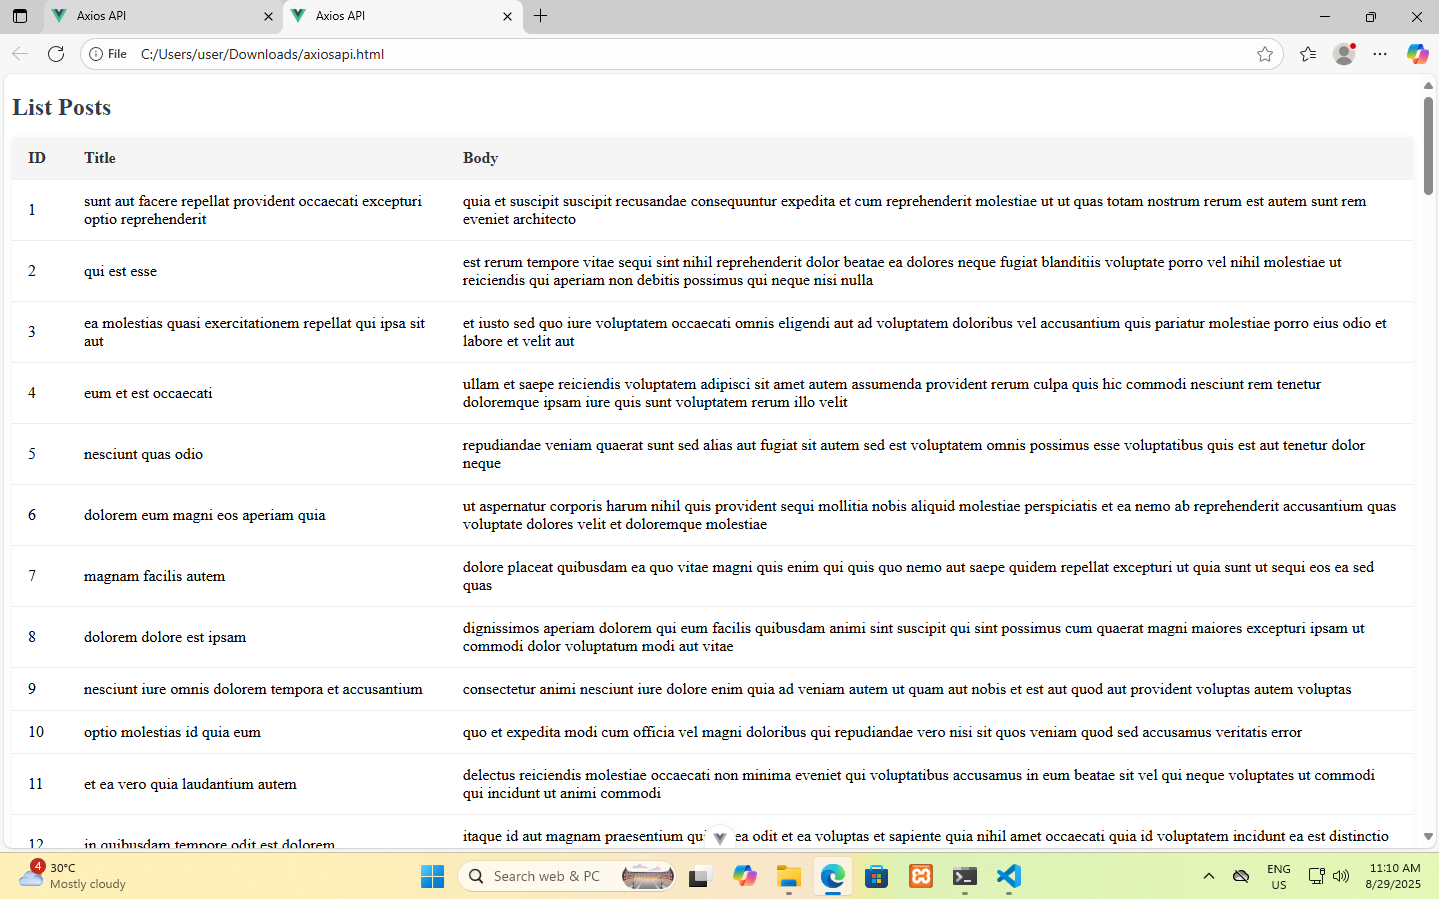 Axios API
Axios API
File
C:/Users/user/Downloads/axiosapi.html
List Posts
ID Title Body
1
sunt aut facere repellat provident occaecati excepturi
optio reprehenderit
quia et suscipit suscipit recusandae consequuntur expedita et cum reprehenderit molestiae ut ut quas totam nostrum rerum est autem sunt rem
eveniet architecto
2
qui est esse
est rerum tempore vitae sequi sint nihil reprehenderit dolor beatae ea dolores neque fugiat blanditiis voluptate porro vel nihil molestiae ut
reiciendis qui aperiam non debitis possimus qui neque nisi nulla
3
ea molestias quasi exercitationem repellat qui ipsa sit
aut
et iusto sed quo iure voluptatem occaecati omnis eligendi aut ad voluptatem doloribus vel accusantium quis pariatur molestiae porro eius odio et
labore et velit aut
4
eum et est occaecati
ullam et saepe reiciendis voluptatem adipisci sit amet autem assumenda provident rerum culpa quis hic commodi nesciunt rem tenetur
doloremque ipsam iure quis sunt voluptatem rerum illo velit
5
nesciunt quas odio
repudiandae veniam quaerat sunt sed alias aut fugiat sit autem sed est voluptatem omnis possimus esse voluptatibus quis est aut tenetur dolor
neque
6
dolorem eum magni eos aperiam quia
ut aspernatur corporis harum nihil quis provident sequi mollitia nobis aliquid molestiae perspiciatis et ea nemo ab reprehenderit accusantium quas
voluptate dolores velit et doloremque molestiae
7
magnam facilis autem
dolore placeat quibusdam ea quo vitae magni quis enim qui quis quo nemo aut saepe quidem repellat excepturi ut quia sunt ut sequi eos ea sed
quas
8
dolorem dolore est ipsam
dignissimos aperiam dolorem qui eum facilis quibusdam animi sint suscipit qui sint possimus cum quaerat magni maiores excepturi ipsam ut
commodi dolor voluptatum modi aut vitae
9
nesciunt iure omnis dolorem tempora et accusantium
consectetur animi nesciunt iure dolore enim quia ad veniam autem ut quam aut nobis et est aut quod aut provident voluptas autem voluptas
10
optio molestias id quia eum
quo et expedita modi cum officia vel magni doloribus qui repudiandae vero nisi sit quos veniam quod sed accusamus veritatis error
11
et ea vero quia laudantium autem
delectus reiciendis molestiae occaecati non minima eveniet qui voluptatibus accusamus in eum beatae sit vel qui neque voluptates ut commodi
qui incidunt ut animi commodi
12
in quibusdam tempore odit est dolorem
itaque id aut magnam praesentium ea odit et ea voluptas et sapiente quia nihil amet occaecati quia id voluptatem incidunt ea est distinctio
4
30°C
Mostly cloudy
Search web & PC
ENG
US
11:10 AM
8/29/2025